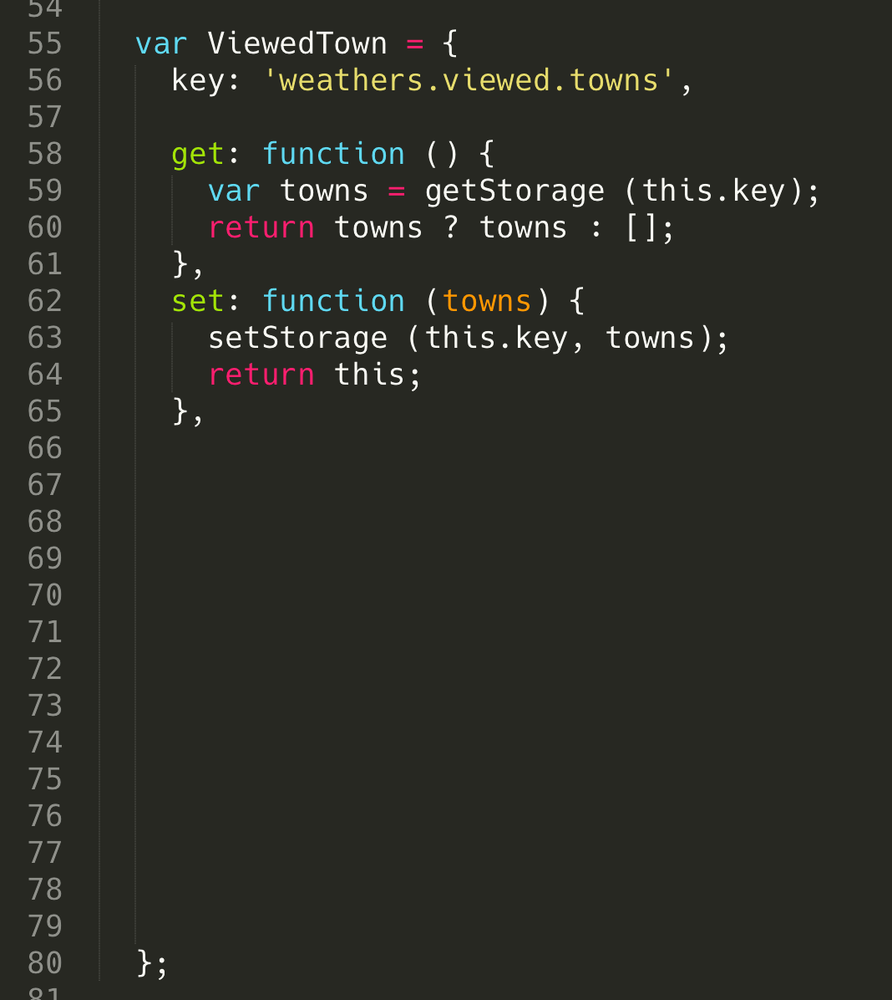 54
55 var ViewedTown = {
56 key: 'weathers.viewed.towns',
57
58 get: function () {
59 var towns = getStorage (this.key);
60 return towns ? towns : [];
61 },
62 set: function (towns) {
63 setStorage (this.key, towns);
64 return this;
65 },
66
67
68
69
70
71
72
73
74
75
76
77
78
79
80 };
81